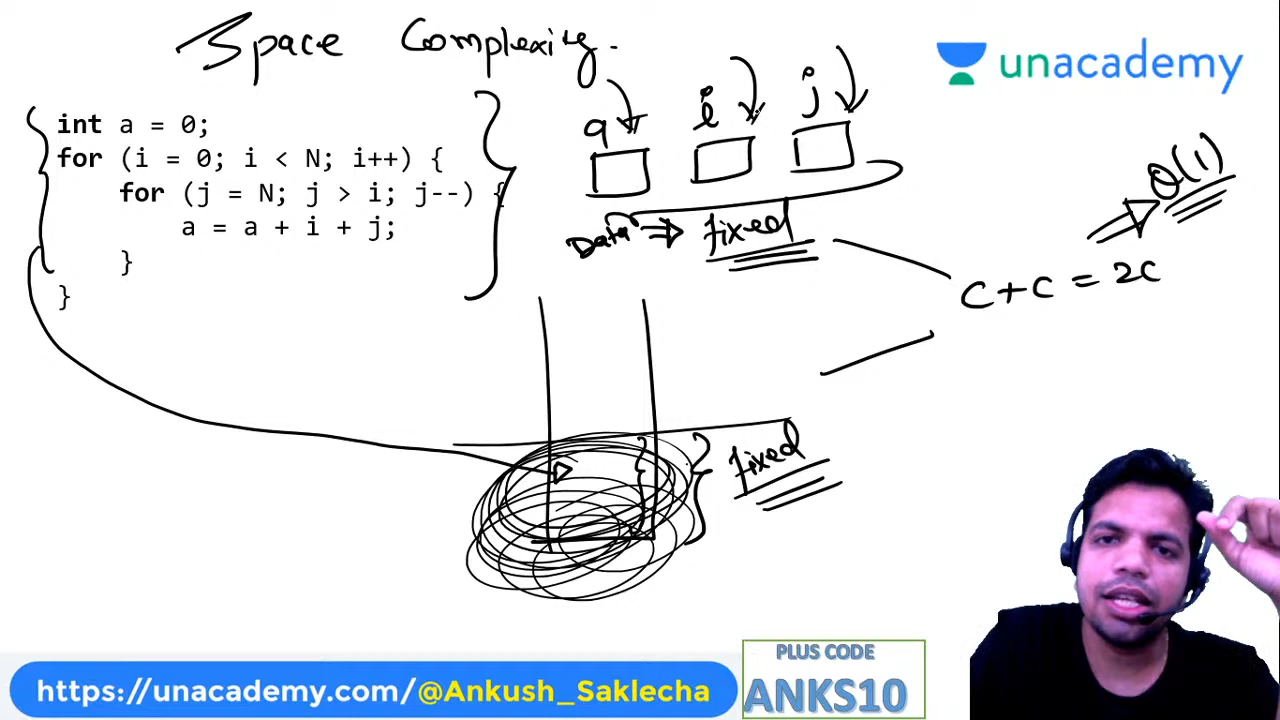 Space Complexity.
unacademy
int a = 0;
for (i = 0; i < N; i++) {
for (j = N; j > i; j--) {
a = a + i + j;
}
}
a i j
Data ⇒ fixed
C + C = 2C
O(1)
fixed
https://unacademy.com/@Ankush_Saklecha
PLUS CODE
ANKS10